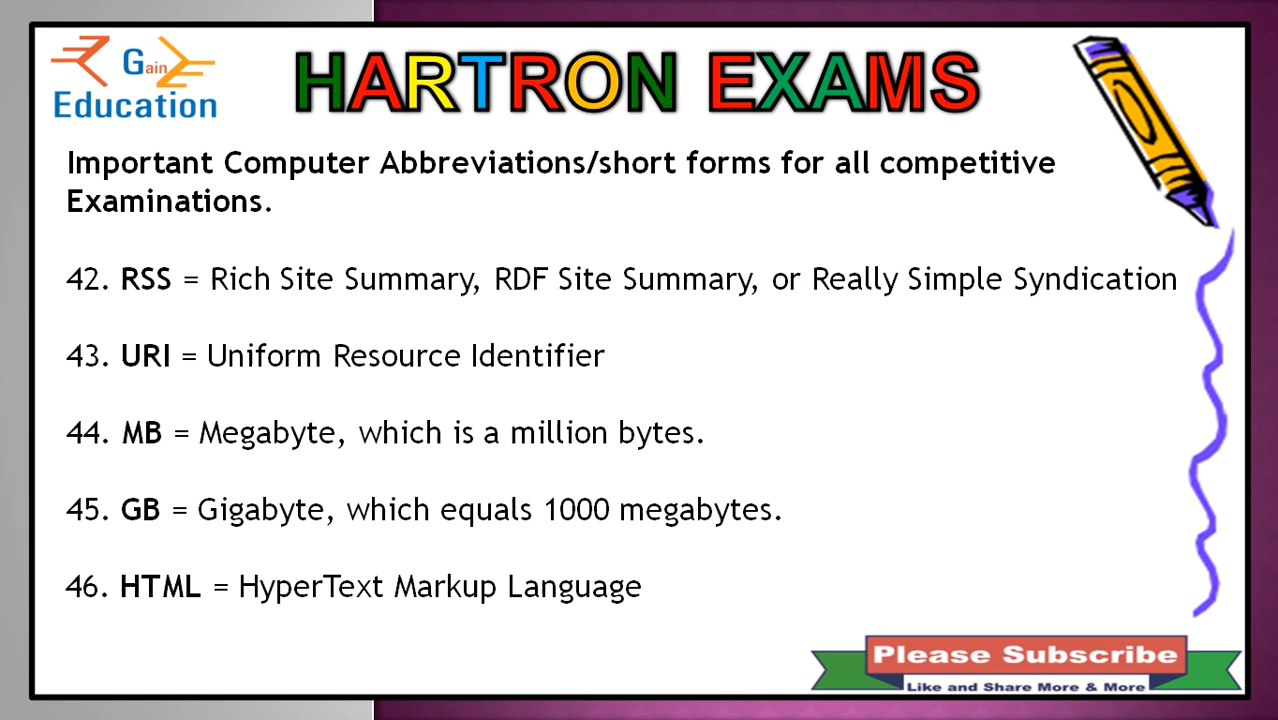 Gain
Education
HARTRON EXAMS
Important Computer Abbreviations/short forms for all competitive
Examinations.
42. RSS = Rich Site Summary, RDF Site Summary, or Really Simple Syndication
43. URI = Uniform Resource Identifier
44. MB = Megabyte, which is a million bytes.
45. GB = Gigabyte, which equals 1000 megabytes.
46. HTML = HyperText Markup Language
Please Subscribe
Like and Share More & More